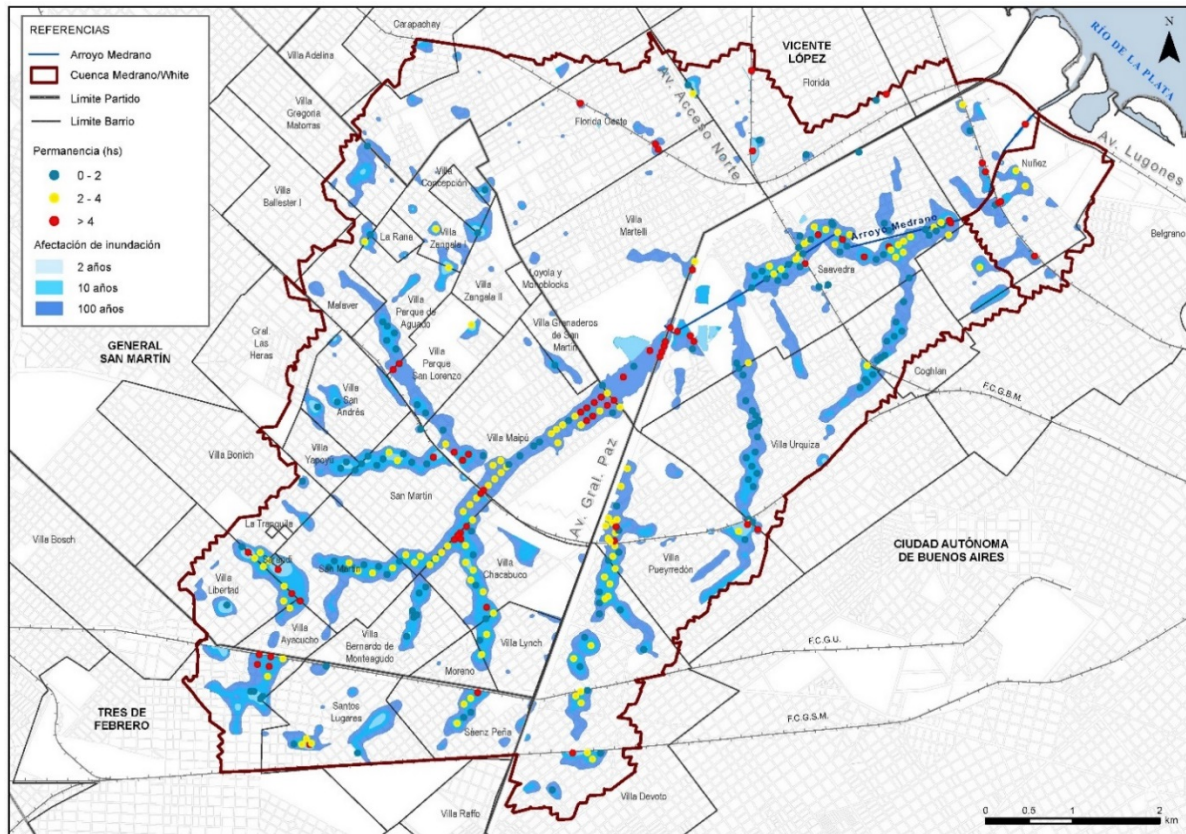 REFERENCIAS
Arroyo Medrano
Cuenca Medrano/White
Límite Partido
Límite Barrio
Permanencia (hs)
0 - 2
2 - 4
> 4
Afectación de inundación
2 años
10 años
100 años
Carapachay
Villa Adelina
VICENTE
LÓPEZ
Florida
RÍO DE LA PLATA
N
Villa
Gregoria
Matorras
Florida Oeste
Av. Acceso Norte
Av. Lugones
Nuñez
Villa
Concepción
Villa
Ballester I
La Rana
Villa
Zangela I
Villa
Martelli
Arroyo Medrano
Belgrano
Saavedra
Loyola y
Monoblocks
Malaver
Villa
Parque de
Aguado
Villa
Zangela II
Villa Granaderos
de San
Martín
GENERAL
SAN MARTÍN
Gral.
Las
Heras
Villa
Parque
San Lorenzo
Coghlan
F.C.G.B.M.
Villa
San
Andrés
Villa Maipú
Villa Urquiza
Villa Bonich
Villa
Yapeyú
Av. Gral. Paz
San Martín
La Tranquila
Villa Bosch
CIUDAD AUTÓNOMA
DE BUENOS AIRES
Villa
Libertad
San Martín
Villa
Chacabuco
Villa
Pueyrredón
Villa
Ayacucho
Villa
Bernardo de
Monteagudo
Villa Lynch
F.C.G.U.
Moreno
TRES DE
FEBRERO
Santos
Lugares
Sáenz Peña
F.C.G.S.M.
Villa Raffo
Villa Devoto
0 0.5 1 2
km